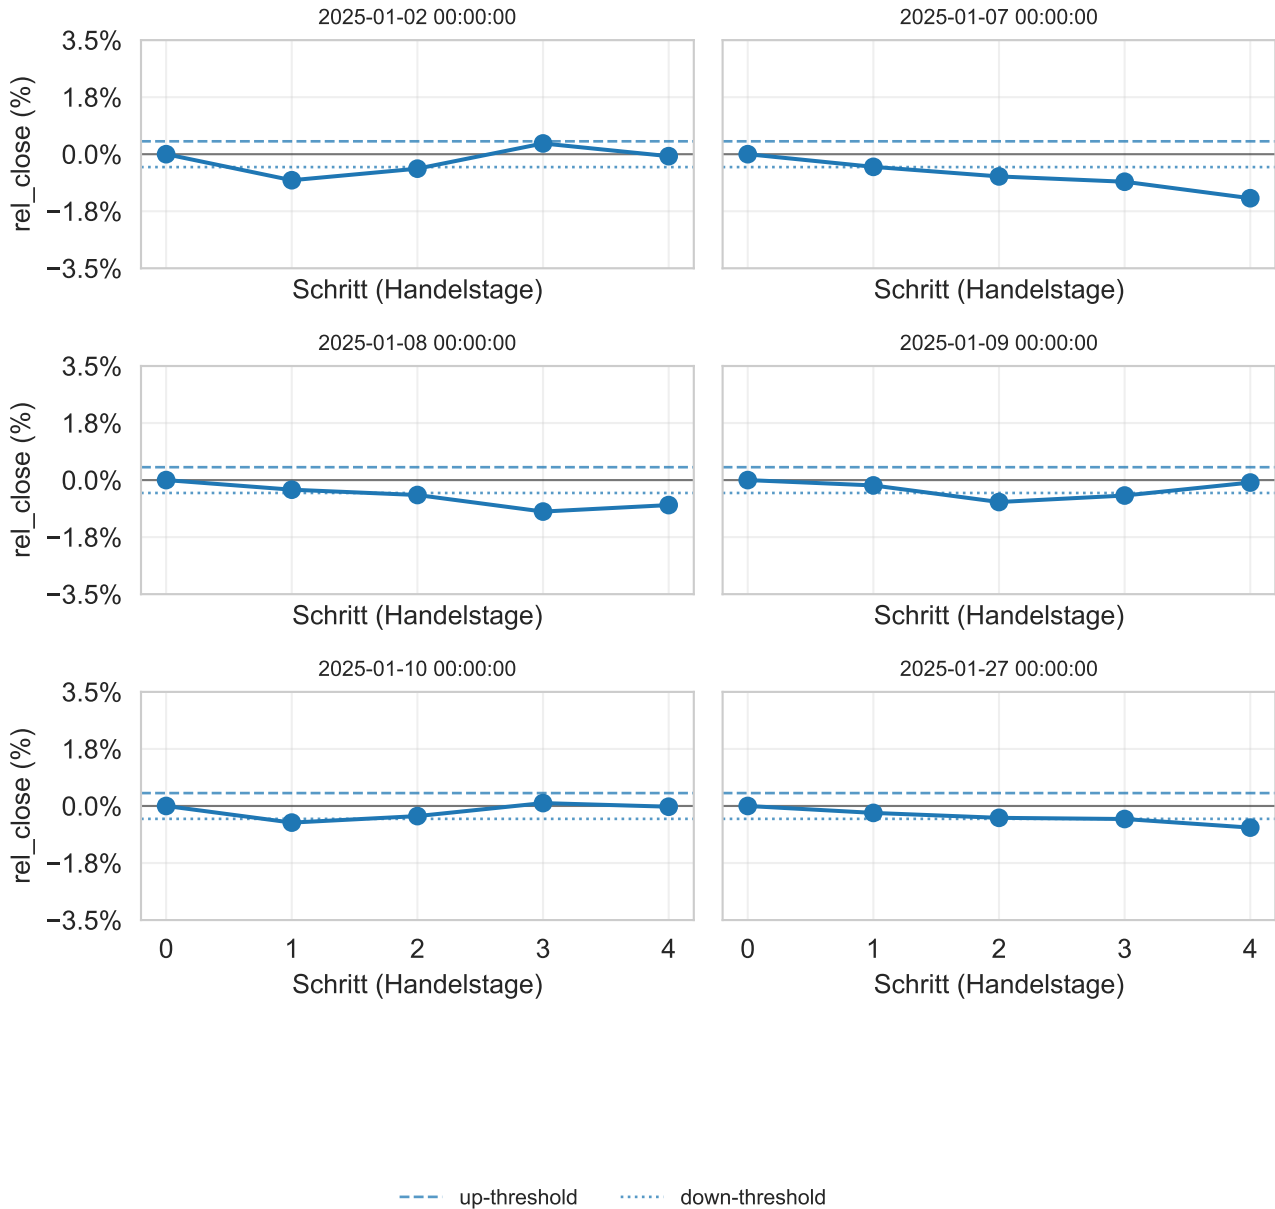 2025-01-02 00:00:00
2025-01-07 00:00:00
rel_close (%)
3.5%
1.8%
0.0%
−1.8%
−3.5%
Schritt (Handelstage)
Schritt (Handelstage)
2025-01-08 00:00:00
2025-01-09 00:00:00
rel_close (%)
3.5%
1.8%
0.0%
−1.8%
−3.5%
Schritt (Handelstage)
Schritt (Handelstage)
2025-01-10 00:00:00
2025-01-27 00:00:00
rel_close (%)
3.5%
1.8%
0.0%
−1.8%
−3.5%
0 1 2 3 4
0 1 2 3 4
Schritt (Handelstage)
Schritt (Handelstage)
up-threshold
down-threshold